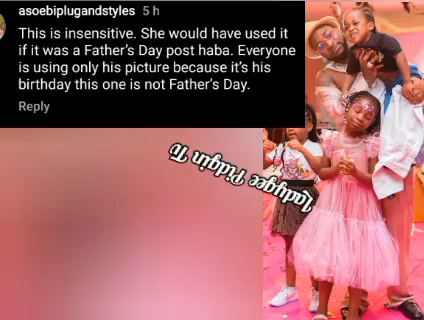 asoebiplugandstyles 5 h
This is insensitive. She would have used it
if it was a Father's Day post haba. Everyone
is using only his picture because it's his
birthday this one is not Father's Day.
Reply
Ladygee Pidgin Tv